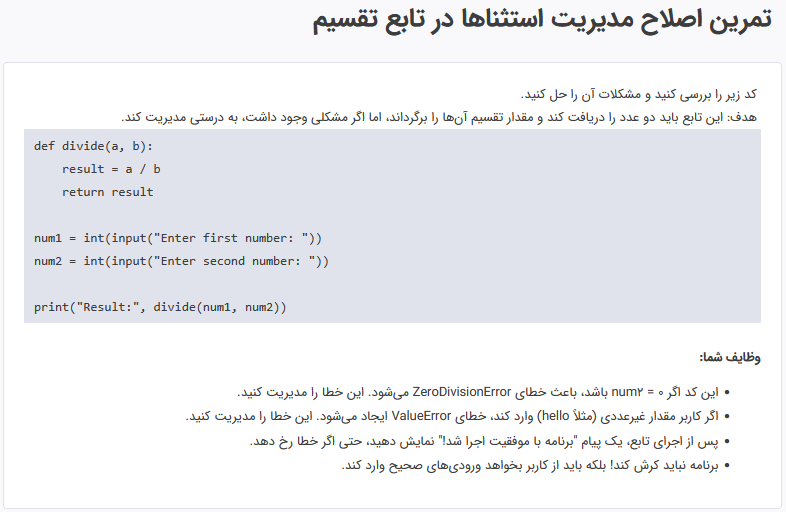 تمرین اصلاح مدیریت استثناها در تابع تقسیم
کد زیر را بررسی کنید و مشکلات آن را حل کنید.
هدف: این تابع باید دو عدد را دریافت کند و مقدار تقسیم آن‌ها را برگرداند، اما اگر مشکلی وجود داشت، به درستی مدیریت کند.
def divide(a, b):
    result = a / b
    return result
num1 = int(input("Enter first number: "))
num2 = int(input("Enter second number: "))
print("Result:", divide(num1, num2))
وظایف شما:
• این کد اگر num۲ = ۰ باشد، باعث خطای ZeroDivisionError می‌شود. این خطا را مدیریت کنید.
• اگر کاربر مقدار غیرعددی (مثلاً hello) وارد کند، خطای ValueError ایجاد می‌شود. این خطا را مدیریت کنید.
• پس از اجرای تابع، یک پیام "برنامه با موفقیت اجرا شد!" نمایش دهید، حتی اگر خطا رخ دهد.
• برنامه نباید کرش کند! بلکه باید از کاربر بخواهد ورودی‌های صحیح وارد کند.